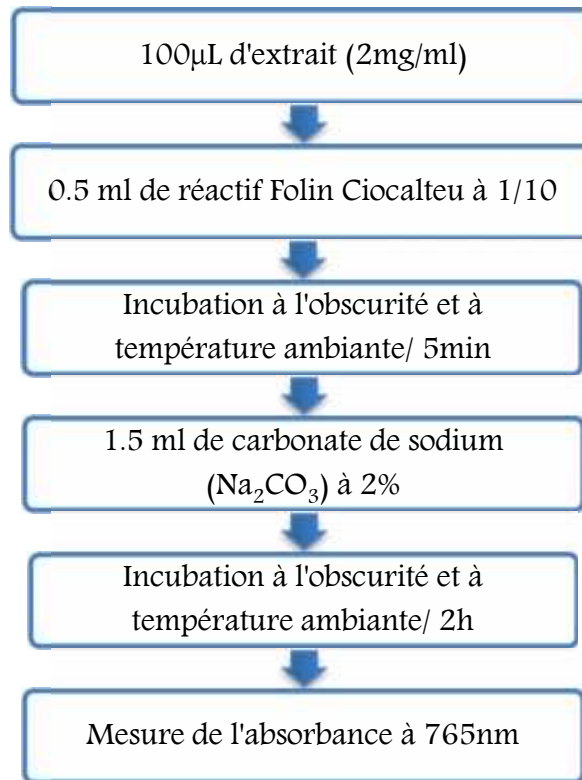 100µL d'extrait (2mg/ml)
0.5 ml de réactif Folin Ciocalteu à 1/10
Incubation à l'obscurité et à
température ambiante/ 5min
1.5 ml de carbonate de sodium
(Na₂CO₃) à 2%
Incubation à l'obscurité et à
température ambiante/ 2h
Mesure de l'absorbance à 765nm